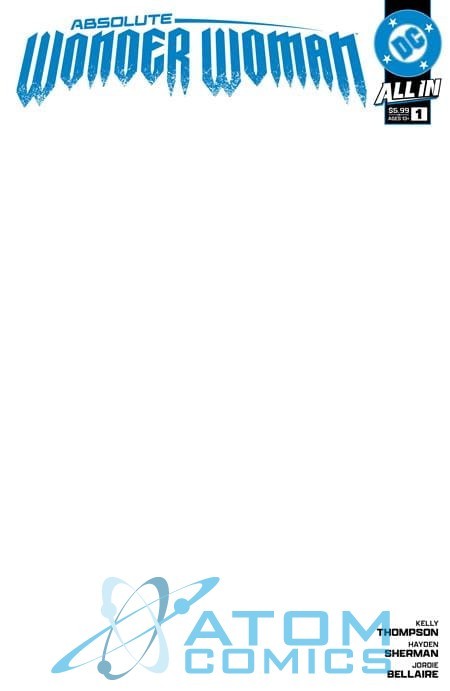 ABSOLUTE
WONDER WOMAN
DC
ALL IN
$5.99
AGES 13+
1
ATOM
COMICS
KELLY
THOMPSON
HAYDEN
SHERMAN
JORDIE
BELLAIRE